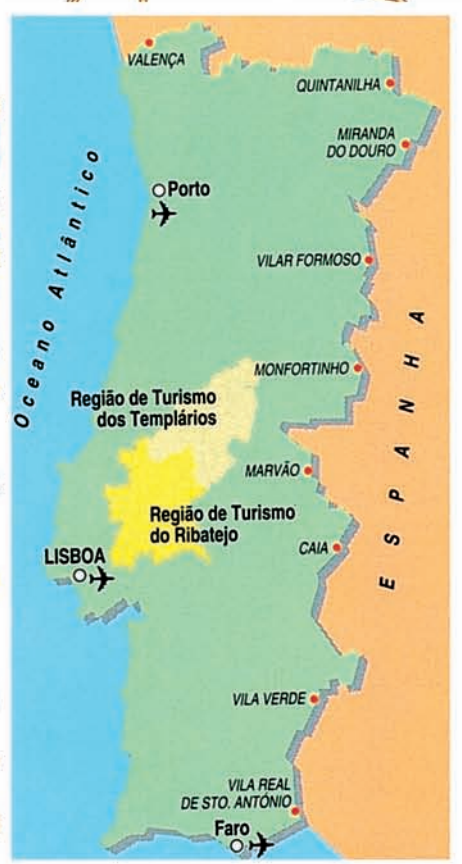 VALENÇA
QUINTANILHA
MIRANDA
DO DOURO
Oceano Atlântico
Porto
VILAR FORMOSO
MONFORTINHO
ESPANHA
Região de Turismo
dos Templários
MARVÃO
Região de Turismo
do Ribatejo
CAIA
LISBOA
VILA VERDE
VILA REAL
DE STO. ANTÓNIO
Faro